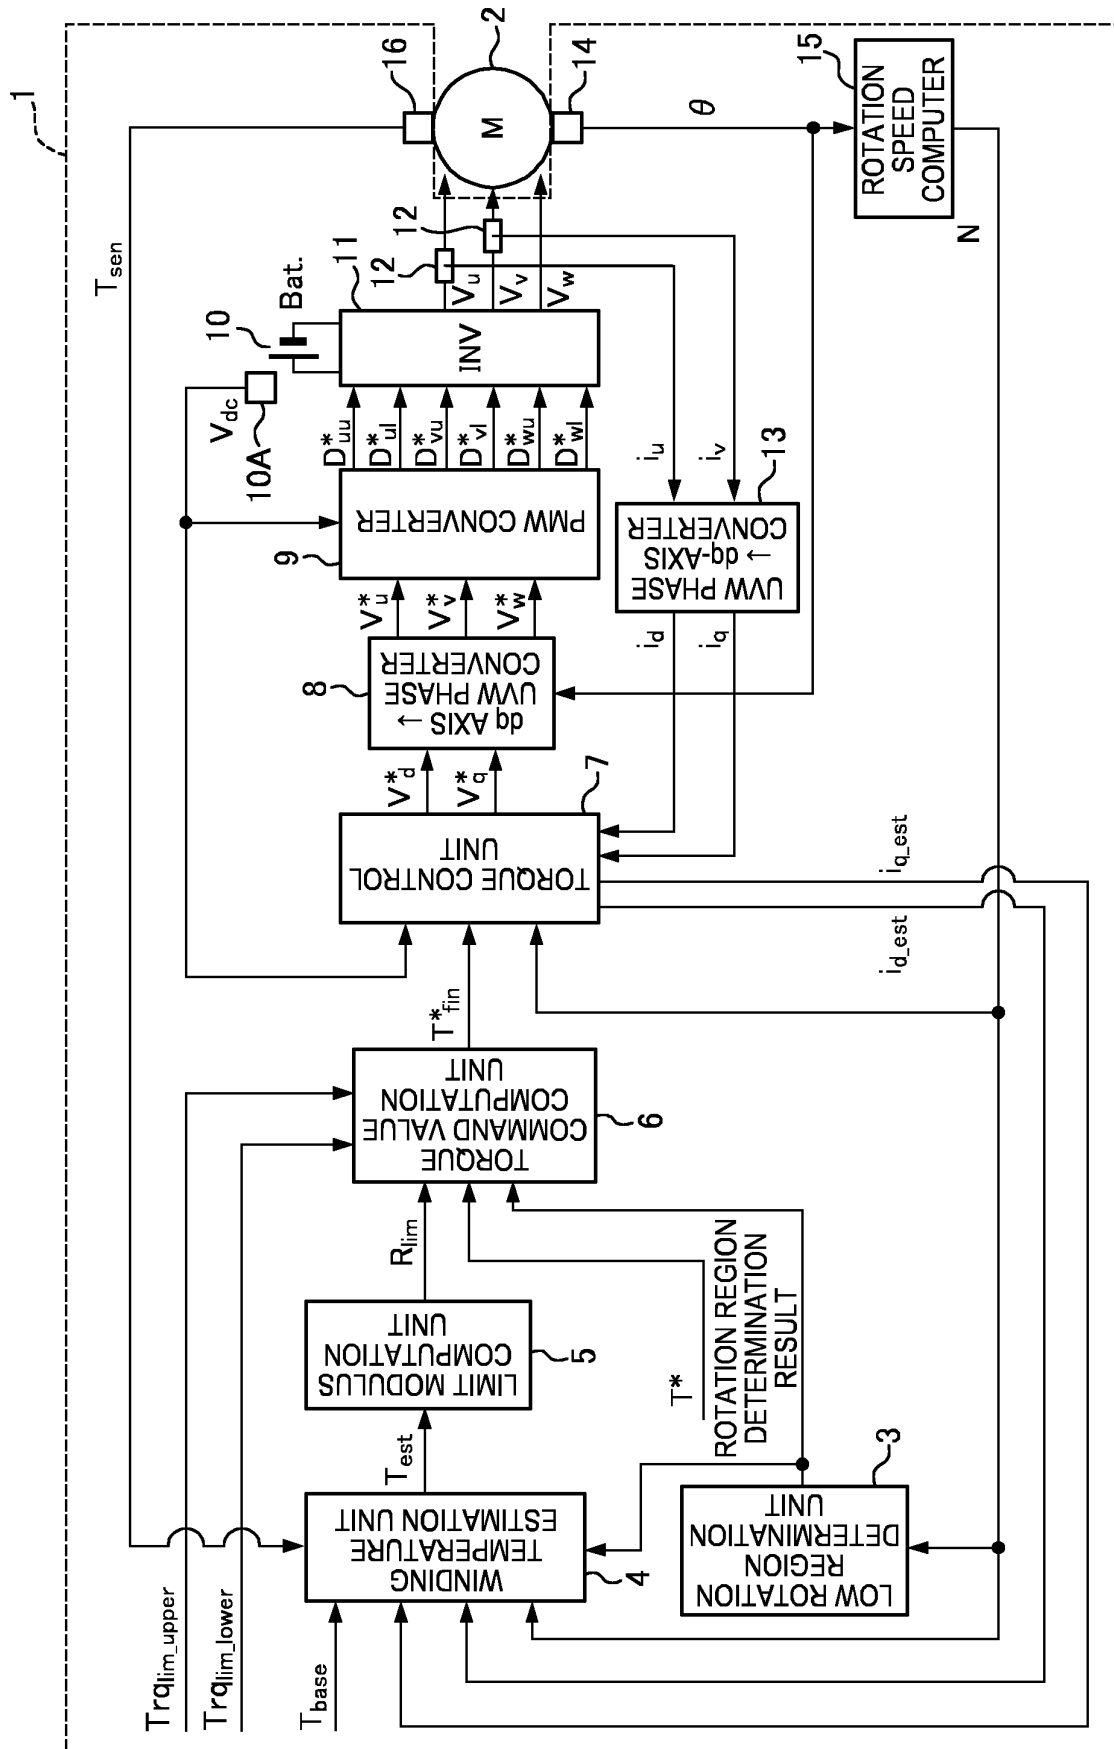 1
Trq_lim_upper
Trq_lim_lower
T_base
T_sen
WINDING
TEMPERATURE
ESTIMATION UNIT
4
T_est
LIMIT MODULUS
COMPUTATION
UNIT
5
R_lim
T*
ROTATION REGION
DETERMINATION
RESULT
LOW ROTATION
REGION
DETERMINATION
UNIT
3
TORQUE
COMMAND VALUE
COMPUTATION
UNIT
6
T*_fin
TORQUE CONTROL
UNIT
7
V*_d
V*_q
i_d_est
i_q_est
dq AXIS →
UVW PHASE
CONVERTER
8
V*_u
V*_v
V*_w
i_d
i_q
UVW PHASE
→ dq-AXIS
CONVERTER
13
i_u
i_v
PMW CONVERTER
9
D*_uu
D*_ul
D*_vu
D*_vl
D*_wu
D*_wl
V_dc
10A
10
Bat.
INV
11
12
12
V_u
V_v
V_w
16
M
2
14
θ
15
ROTATION
SPEED
COMPUTER
N